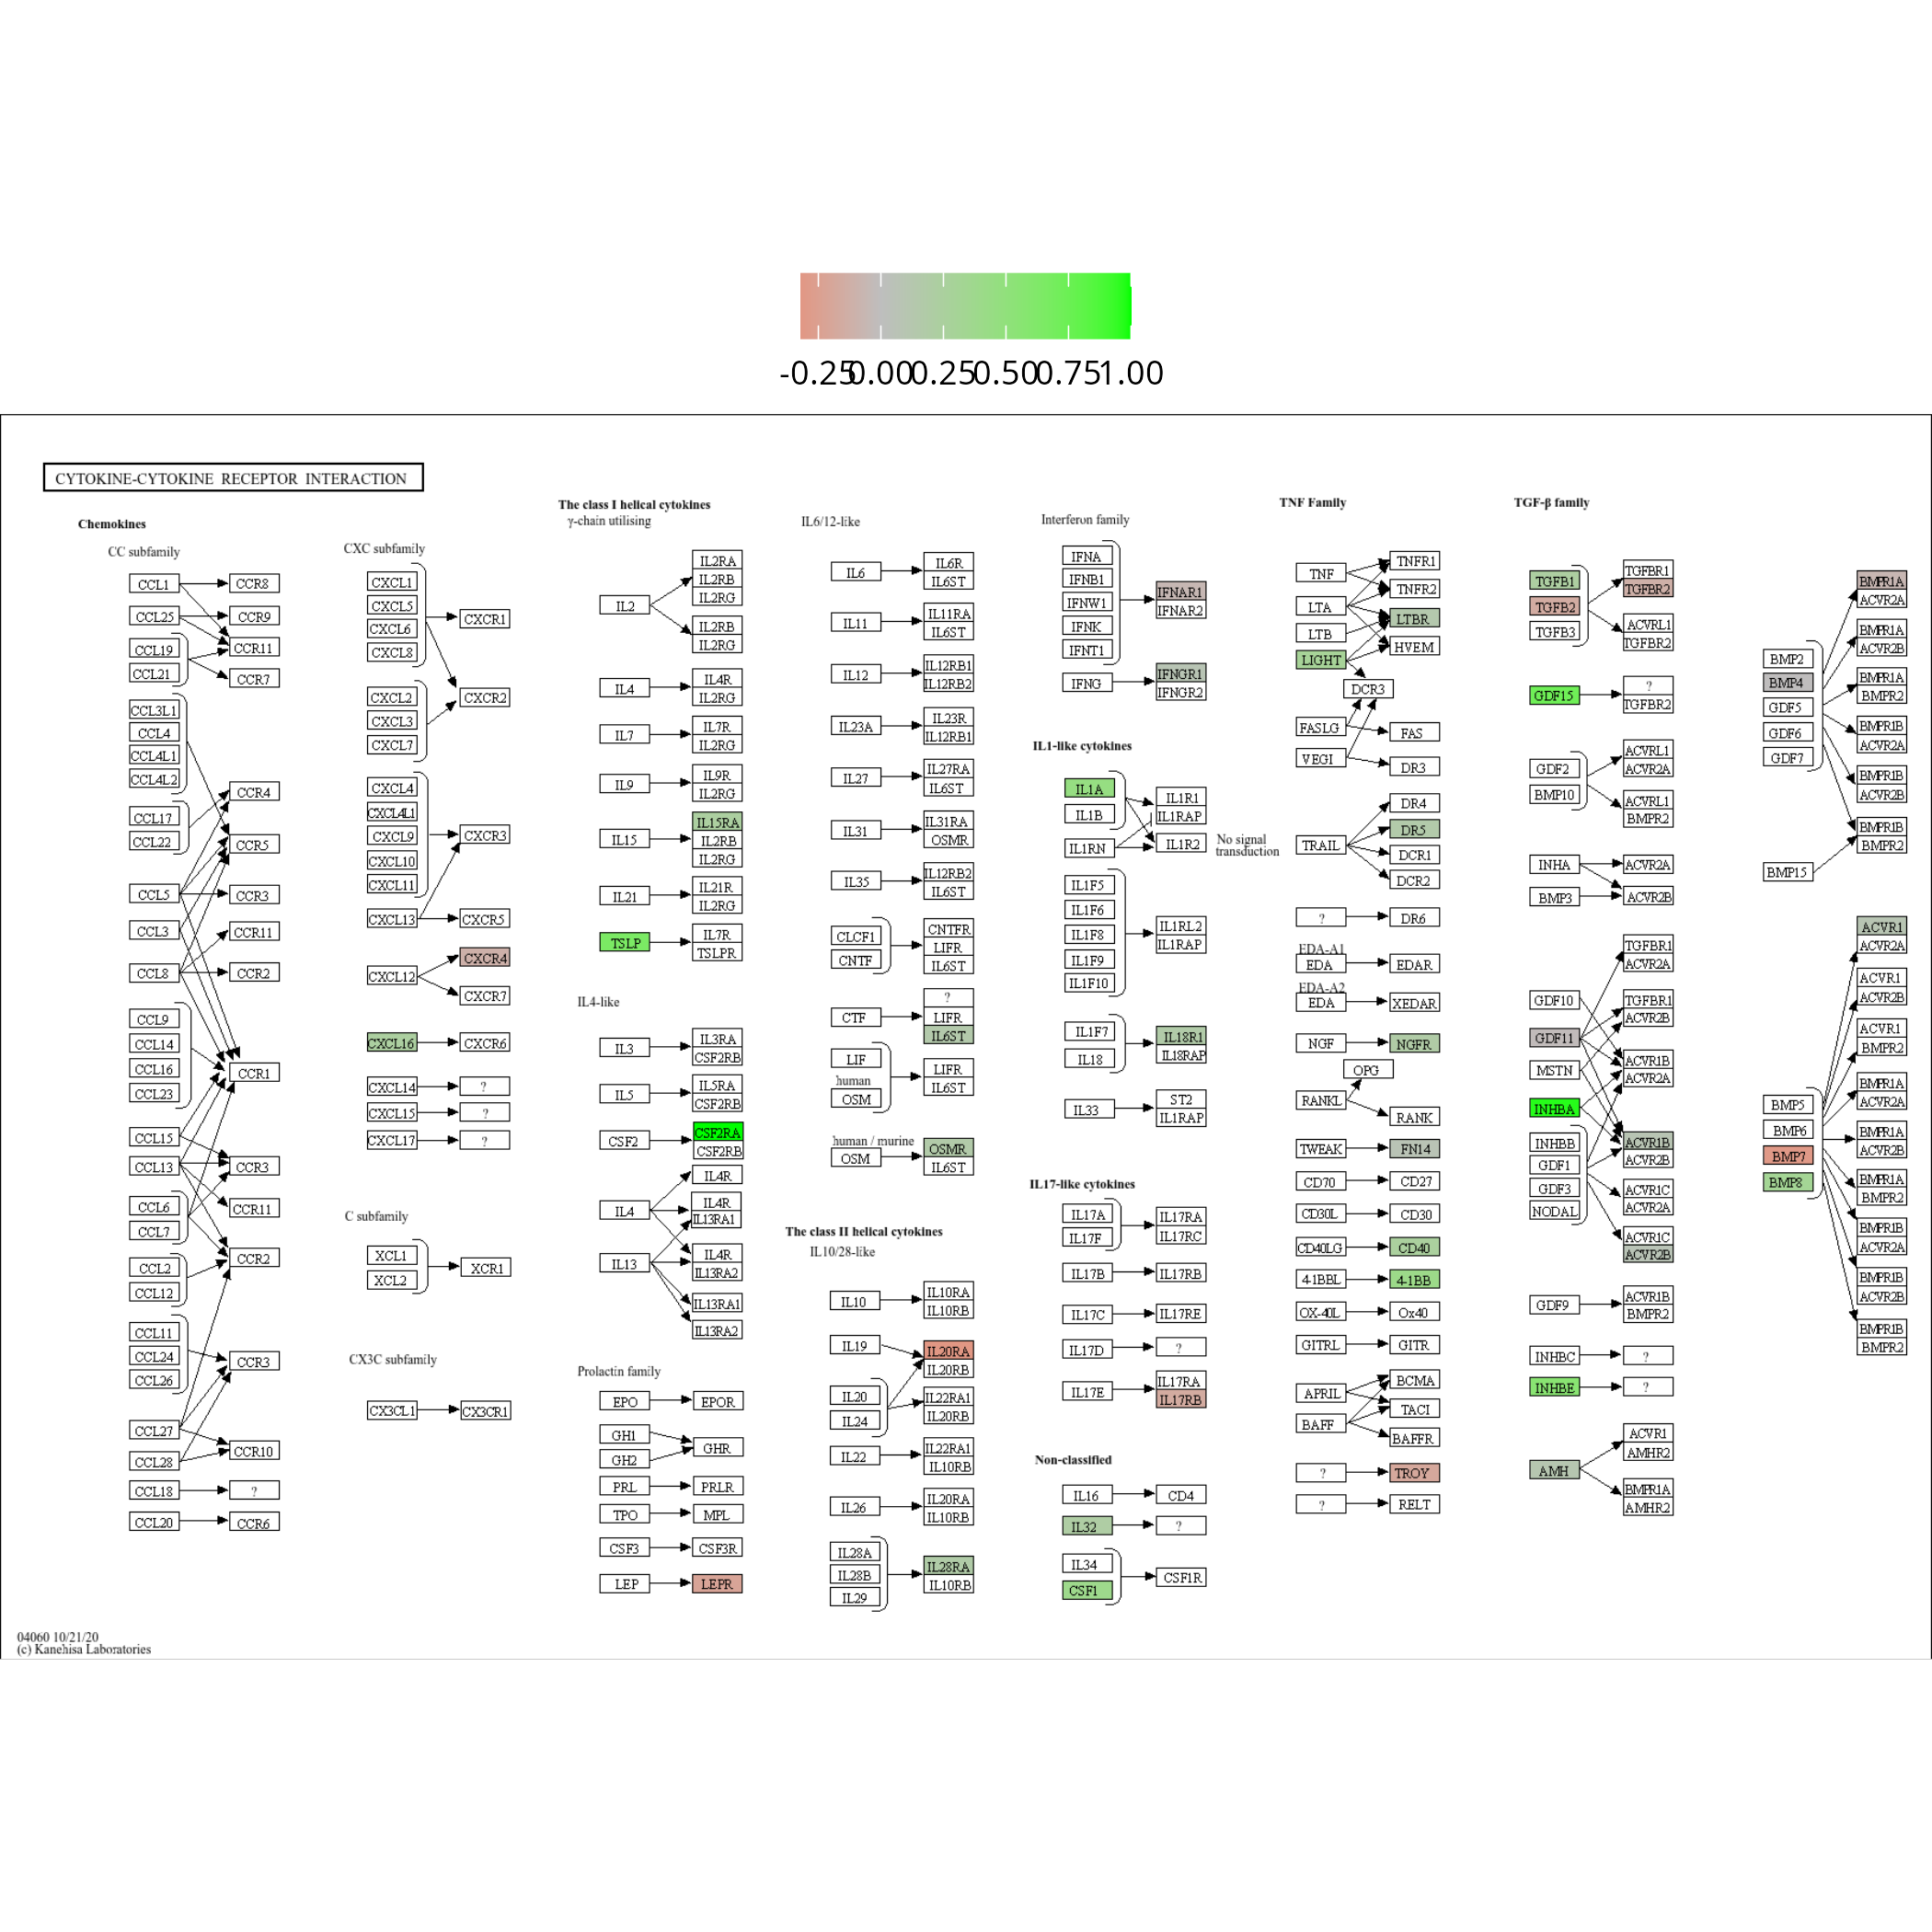 -0.25 0.00 0.25 0.50 0.75 1.00
CYTOKINE-CYTOKINE RECEPTOR INTERACTION
Chemokines
CC subfamily
CCL1
CCR8
CCL25
CCR9
CCL19
CCR11
CCL21
CCR7
CCL3L1
CCL4
CCL4L1
CCL4L2
CCR4
CCL17
CCL22
CCR5
CCL5
CCR3
CCL3
CCR11
CCL8
CCR2
CCL9
CCL14
CCL16
CCL23
CCR1
CCL15
CCL13
CCR3
CCL6
CCR11
CCL7
CCR2
CCL2
CCL12
CCL11
CCL24
CCL26
CCR3
CCL27
CCR10
CCL28
CCL18
?
CCL20
CCR6
CXC subfamily
CXCL1
CXCL5
CXCL6
CXCL8
CXCR1
CXCL2
CXCL3
CXCL7
CXCR2
CXCL4
CXCL4L1
CXCL9
CXCL10
CXCL11
CXCR3
CXCL13
CXCR5
CXCR4
CXCL12
CXCR7
CXCL16
CXCR6
CXCL14
?
CXCL15
?
CXCL17
?
C subfamily
XCL1
XCL2
XCR1
CX3C subfamily
CX3CL1
CX3CR1
The class I helical cytokines
γ-chain utilising
IL2
IL2RA
IL2RB
IL2RG
IL2RB
IL2RG
IL4
IL4R
IL2RG
IL7
IL7R
IL2RG
IL9
IL9R
IL2RG
IL15
IL15RA
IL2RB
IL2RG
IL21
IL21R
IL2RG
TSLP
IL7R
TSLPR
IL4-like
IL3
IL3RA
CSF2RB
IL5
IL5RA
CSF2RB
CSF2
CSF2RA
CSF2RB
IL4R
IL4
IL4R
IL13RA1
IL13
IL4R
IL13RA2
IL13RA1
IL13RA2
Prolactin family
EPO
EPOR
GH1
GH2
GHR
PRL
PRLR
TPO
MPL
CSF3
CSF3R
LEP
LEPR
IL6/12-like
IL6
IL6R
IL6ST
IL11
IL11RA
IL6ST
IL12
IL12RB1
IL12RB2
IL23A
IL23R
IL12RB1
IL27
IL27RA
IL6ST
IL31
IL31RA
OSMR
IL35
IL12RB2
IL6ST
CLCF1
CNTF
CNTFR
LIFR
IL6ST
CTF
?
LIFR
IL6ST
LIF
human
OSM
LIFR
IL6ST
human / murine
OSM
OSMR
IL6ST
The class II helical cytokines
IL10/28-like
IL10
IL10RA
IL10RB
IL19
IL20RA
IL20RB
IL20
IL24
IL22RA1
IL20RB
IL22
IL22RA1
IL10RB
IL26
IL20RA
IL10RB
IL28A
IL28B
IL29
IL28RA
IL10RB
Interferon family
IFNA
IFNB1
IFNW1
IFNK
IFNT1
IFNAR1
IFNAR2
IFNG
IFNGR1
IFNGR2
IL1-like cytokines
IL1A
IL1B
IL1RN
IL1R1
IL1RAP
IL1R2
No signal
transduction
IL1F5
IL1F6
IL1F8
IL1F9
IL1F10
IL1RL2
IL1RAP
IL1F7
IL18
IL18R1
IL18RAP
IL33
ST2
IL1RAP
IL17-like cytokines
IL17A
IL17F
IL17RA
IL17RC
IL17B
IL17RB
IL17C
IL17RE
IL17D
?
IL17E
IL17RA
IL17RB
Non-classified
IL16
CD4
IL32
?
IL34
CSF1
CSF1R
TNF Family
TNF
TNFR1
TNFR2
LTA
LTBR
LTB
HVEM
LIGHT
DCR3
FASLG
FAS
VEGI
DR3
TRAIL
DR4
DR5
DCR1
DCR2
?
DR6
EDA-A1
EDA
EDAR
EDA-A2
EDA
XEDAR
NGF
NGFR
OPG
RANKL
RANK
TWEAK
FN14
CD70
CD27
CD30L
CD30
CD40LG
CD40
4-1BBL
4-1BB
OX-40L
Ox40
GITRL
GITR
APRIL
BCMA
TACI
BAFF
BAFFR
?
TROY
?
RELT
TGF-β family
TGFB1
TGFB2
TGFB3
TGFBR1
TGFBR2
ACVRL1
TGFBR2
GDF15
?
TGFBR2
GDF2
BMP10
ACVRL1
ACVR2A
ACVRL1
BMPR2
INHA
ACVR2A
BMP3
ACVR2B
TGFBR1
ACVR2A
GDF10
TGFBR1
ACVR2B
GDF11
MSTN
ACVR1B
ACVR2A
INHBA
INHBB
GDF1
GDF3
NODAL
ACVR1B
ACVR2B
ACVR1C
ACVR2A
ACVR1C
ACVR2B
GDF9
ACVR1B
BMPR2
INHBC
?
INHBE
?
AMH
ACVR1
AMHR2
BMPR1A
AMHR2
BMP2
BMP4
GDF5
GDF6
GDF7
BMP15
BMPR1A
ACVR2A
BMPR1A
ACVR2B
BMPR1A
BMPR2
BMPR1B
ACVR2A
BMPR1B
ACVR2B
BMPR1B
BMPR2
BMP5
BMP6
BMP7
BMP8
ACVR1
ACVR2A
ACVR1
ACVR2B
ACVR1
BMPR2
BMPR1A
ACVR2A
BMPR1A
ACVR2B
BMPR1A
BMPR2
BMPR1B
ACVR2A
BMPR1B
ACVR2B
BMPR1B
BMPR2
04060 10/21/20
(c) Kanehisa Laboratories